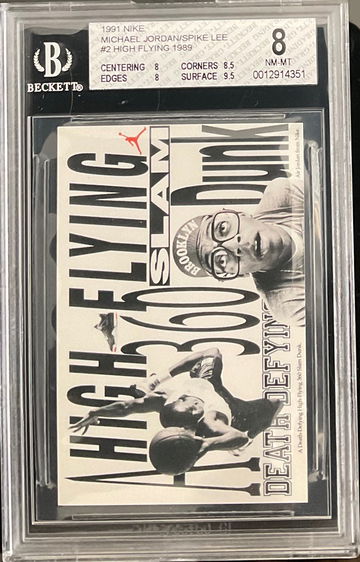 1991 NIKE
MICHAEL JORDAN/SPIKE LEE
#2 HIGH FLYING 1989
CENTERING 8 CORNERS 8.5
EDGES 8 SURFACE 9.5
8
NM-MT
0012914351
B
BECKETT®
A
HIGH-FLYING
360
SLAM
Dunk
BROOKLYN
DEATH DEFYING
A Death-Defying High Flying 360 Slam Dunk.
Air Jordan from Nike.